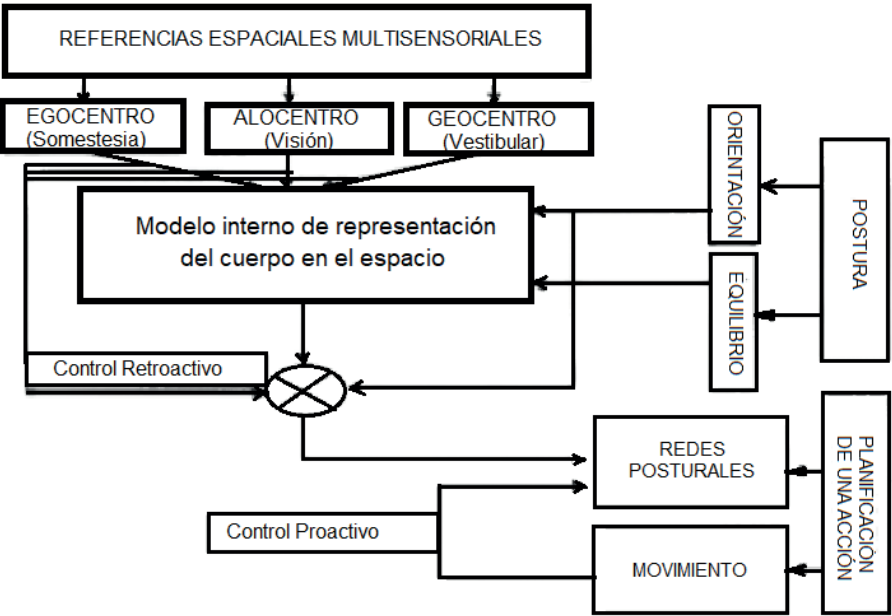 REFERENCIAS ESPACIALES MULTISENSORIALES
EGOCENTRO
(Somestesia)
ALOCENTRO
(Visión)
GEOCENTRO
(Vestibular)
ORIENTACIÓN
POSTURA
Modelo interno de representación
del cuerpo en el espacio
EQUILIBRIO
Control Retroactivo
REDES
POSTURALES
PLANIFICACIÓN
DE UNA ACCIÓN
Control Proactivo
MOVIMIENTO